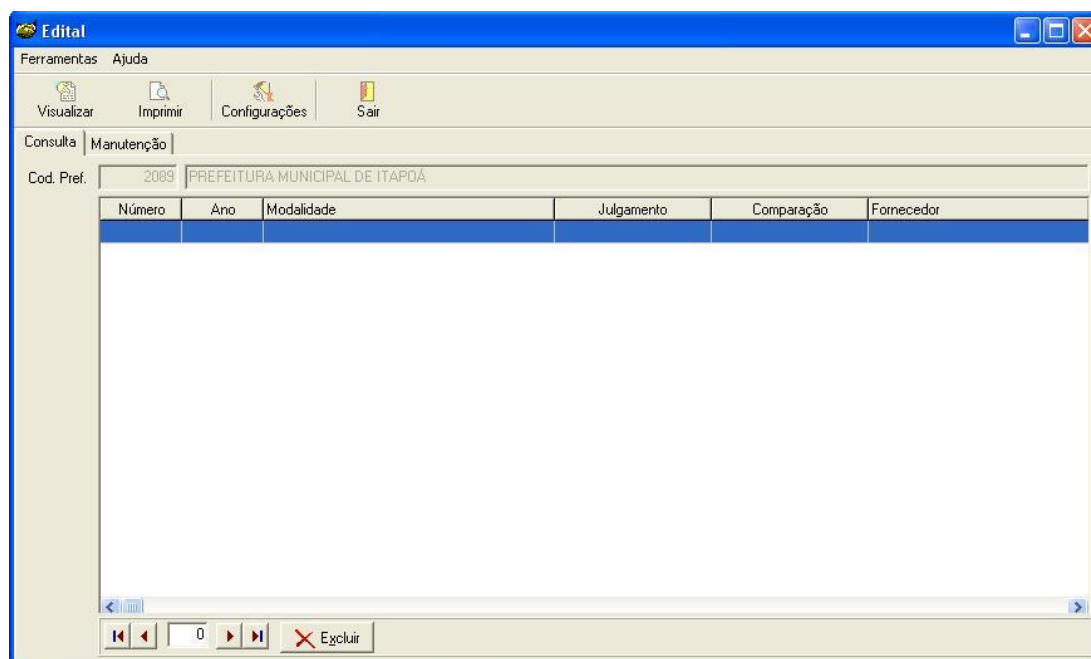 Edital
Ferramentas Ajuda
Visualizar Imprimir Configurações Sair
Consulta Manutenção
Cod. Pref. 2089 PREFEITURA MUNICIPAL DE ITAPOÁ
Número Ano Modalidade Julgamento Comparação Fornecedor
0 Excluir